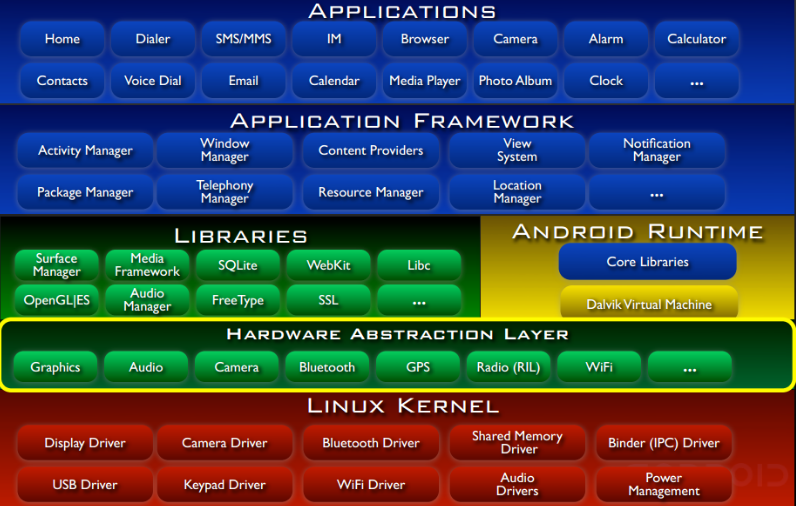 APPLICATIONS
Home Dialer SMS/MMS IM Browser Camera Alarm Calculator
Contacts Voice Dial Email Calendar Media Player Photo Album Clock ...
APPLICATION FRAMEWORK
Activity Manager Window Manager Content Providers View System Notification Manager
Package Manager Telephony Manager Resource Manager Location Manager ...
LIBRARIES
Surface Manager Media Framework SQLite WebKit Libc
OpenGL|ES Audio Manager FreeType SSL ...
ANDROID RUNTIME
Core Libraries
Dalvik Virtual Machine
HARDWARE ABSTRACTION LAYER
Graphics Audio Camera Bluetooth GPS Radio (RIL) WiFi ...
LINUX KERNEL
Display Driver Camera Driver Bluetooth Driver Shared Memory Driver Binder (IPC) Driver
USB Driver Keypad Driver WiFi Driver Audio Drivers Power Management